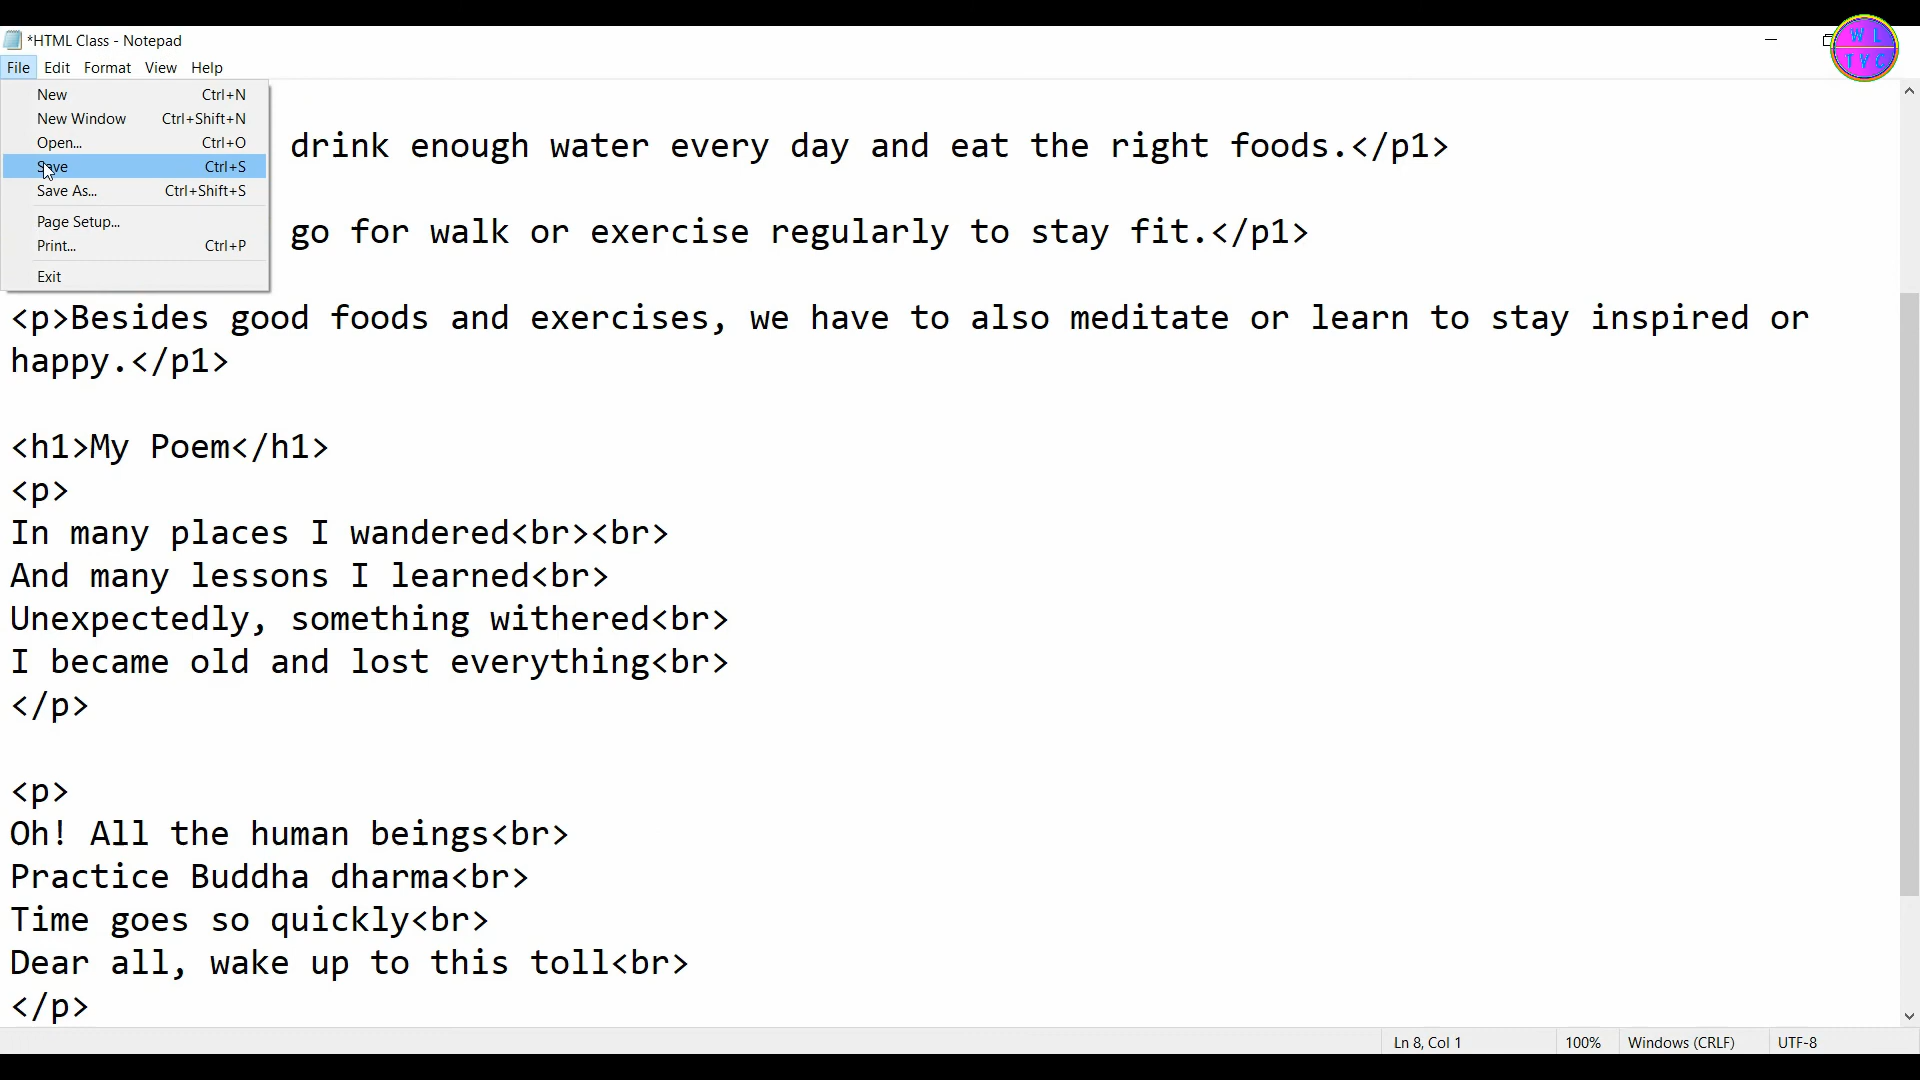 *HTML Class - Notepad
W L
T V C
File Edit Format View Help
New Ctrl+N
New Window Ctrl+Shift+N
Open... Ctrl+O
Save Ctrl+S
Save As... Ctrl+Shift+S
Page Setup...
Print... Ctrl+P
Exit
drink enough water every day and eat the right foods.</p1>
go for walk or exercise regularly to stay fit.</p1>
<p>Besides good foods and exercises, we have to also meditate or learn to stay inspired or
happy.</p1>
<h1>My Poem</h1>
<p>
In many places I wandered<br><br>
And many lessons I learned<br>
Unexpectedly, something withered<br>
I became old and lost everything<br>
</p>
<p>
Oh! All the human beings<br>
Practice Buddha dharma<br>
Time goes so quickly<br>
Dear all, wake up to this toll<br>
</p>
Ln 8, Col 1 100% Windows (CRLF) UTF-8